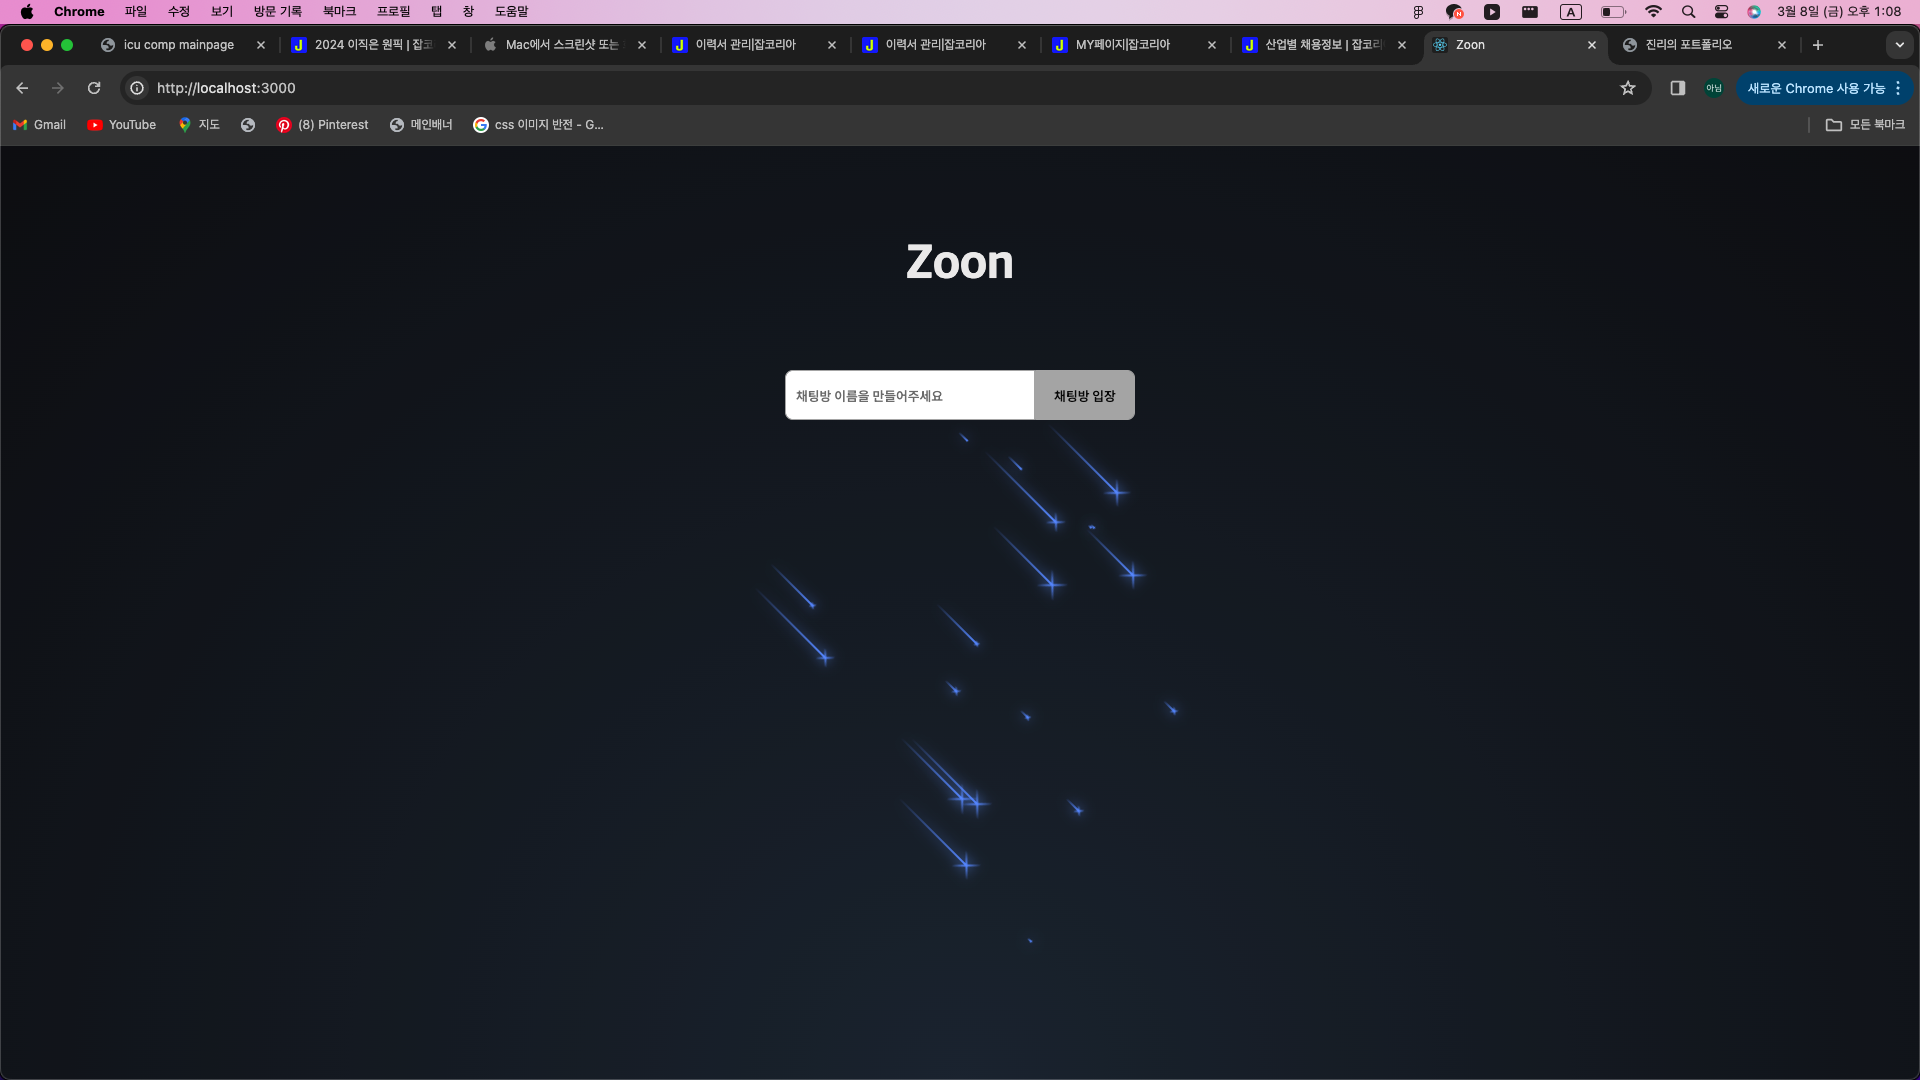 Chrome 파일 수정 보기 방문 기록 북마크 프로필 탭 창 도움말 A 3월 8일 (금) 오후 1:08
icu comp mainpage 2024 이직은 원픽 | 잡코 Mac에서 스크린샷 또는 이력서 관리|잡코리아 이력서 관리|잡코리아 MY페이지|잡코리아 산업별 채용정보 | 잡코리 Zoon 진리의 포트폴리오
http://localhost:3000 아님 새로운 Chrome 사용 가능
Gmail YouTube 지도 (8) Pinterest 메인배너 css 이미지 반전 - G... 모든 북마크
Zoon
채팅방 이름을 만들어주세요 채팅방 입장